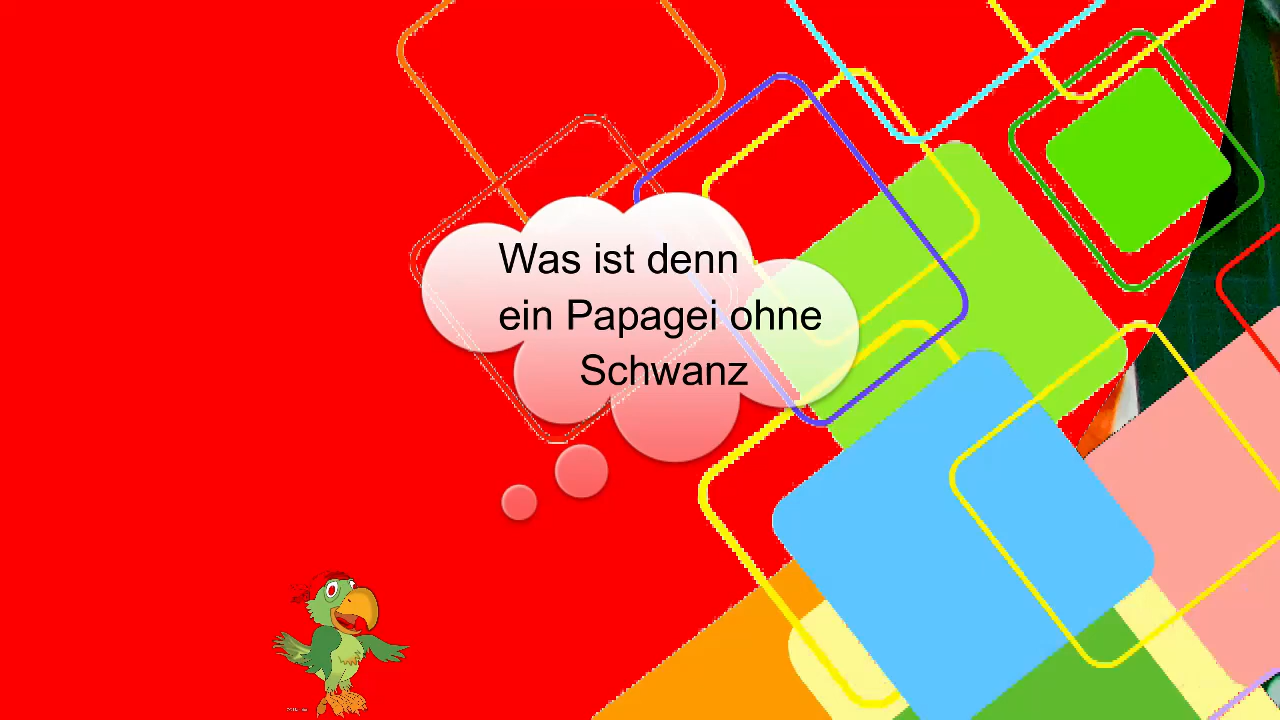 Was ist denn
ein Papagei ohne
Schwanz